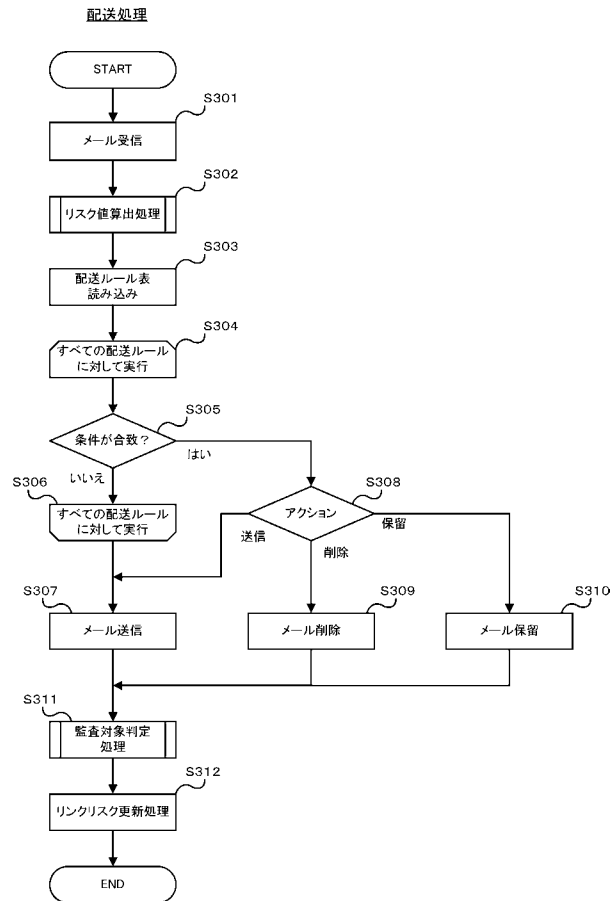 配送処理
START
S301
メール受信
S302
リスク値算出処理
S303
配送ルール表
読み込み
S304
すべての配送ルール
に対して実行
S305
条件が合致？
はい
いいえ
S306
すべての配送ルール
に対して実行
S308
アクション
送信
削除
保留
S307
メール送信
S309
メール削除
S310
メール保留
S311
監査対象判定
処理
S312
リンクリスク更新処理
END